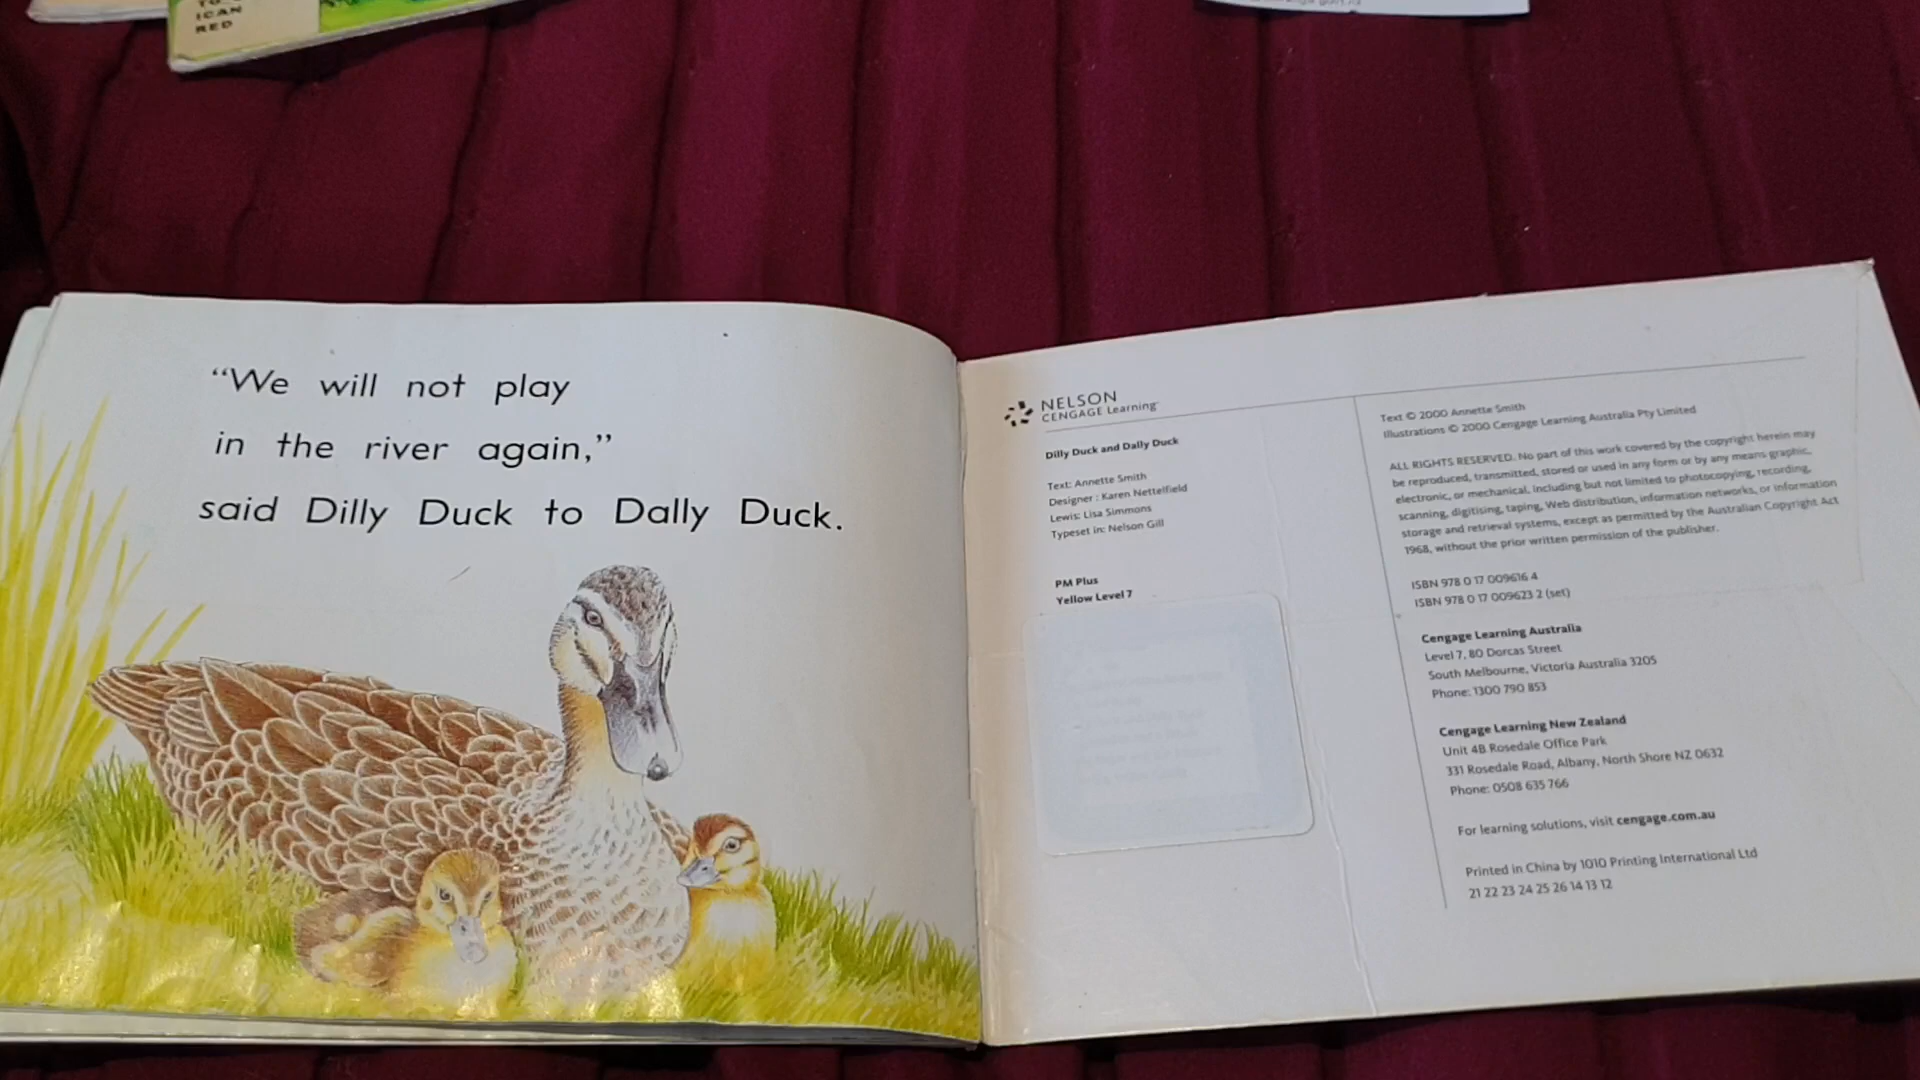 ICAN
RED
"We will not play
in the river again,"
said Dilly Duck to Dally Duck.
NELSON
CENGAGE Learning
Dilly Duck and Dally Duck
Text: Annette Smith
Designer : Karen Nettelfield
Lewis: Lisa Simmons
Typeset in: Nelson Gill
PM Plus
Yellow Level 7
Text © 2000 Annette Smith
Illustrations © 2000 Cengage Learning Australia Pty Limited
ALL RIGHTS RESERVED. No part of this work covered by the copyright herein may
be reproduced, transmitted, stored or used in any form or by any means graphic,
electronic, or mechanical, including but not limited to photocopying, recording,
scanning, digitising, taping, Web distribution, information networks, or information
storage and retrieval systems, except as permitted by the Australian Copyright Act
1968, without the prior written permission of the publisher.
ISBN 978 0 17 009616 4
ISBN 978 0 17 009623 2 (set)
Cengage Learning Australia
Level 7, 80 Dorcas Street
South Melbourne, Victoria Australia 3205
Phone: 1300 790 853
Cengage Learning New Zealand
Unit 4B Rosedale Office Park
331 Rosedale Road, Albany, North Shore NZ 0632
Phone: 0508 635 766
For learning solutions, visit cengage.com.au
Printed in China by 1010 Printing International Ltd
21 22 23 24 25 26 14 13 12